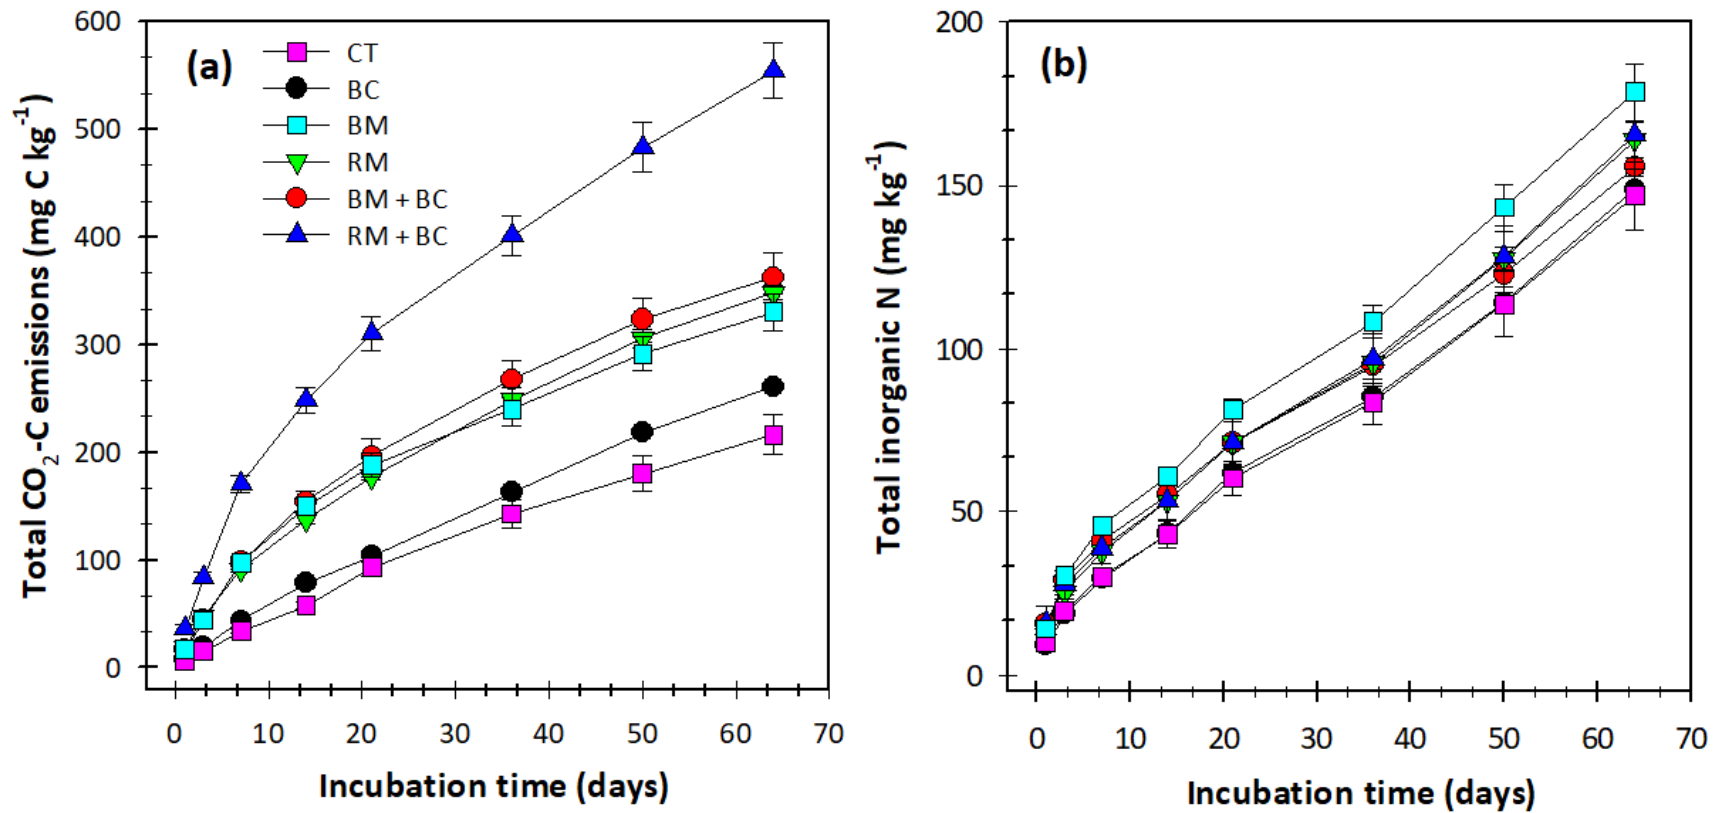 (a)
CT
BC
BM
RM
BM + BC
RM + BC
600
500
400
300
200
100
0
Total CO₂-C emissions (mg C kg⁻¹)
0 10 20 30 40 50 60 70
Incubation time (days)
(b)
200
150
100
50
0
Total inorganic N (mg kg⁻¹)
0 10 20 30 40 50 60 70
Incubation time (days)